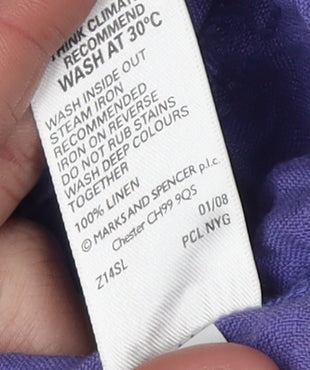 THINK CLIMATE
RECOMMEND
WASH AT 30°C
WASH INSIDE OUT
STEAM IRON
RECOMMENDED
IRON ON REVERSE
DO NOT RUB STAINS
WASH DEEP COLOURS
TOGETHER
100% LINEN
© MARKS AND SPENCER p.l.c.
Chester CH99 9QS
01/08
Z14SL PCL NYG